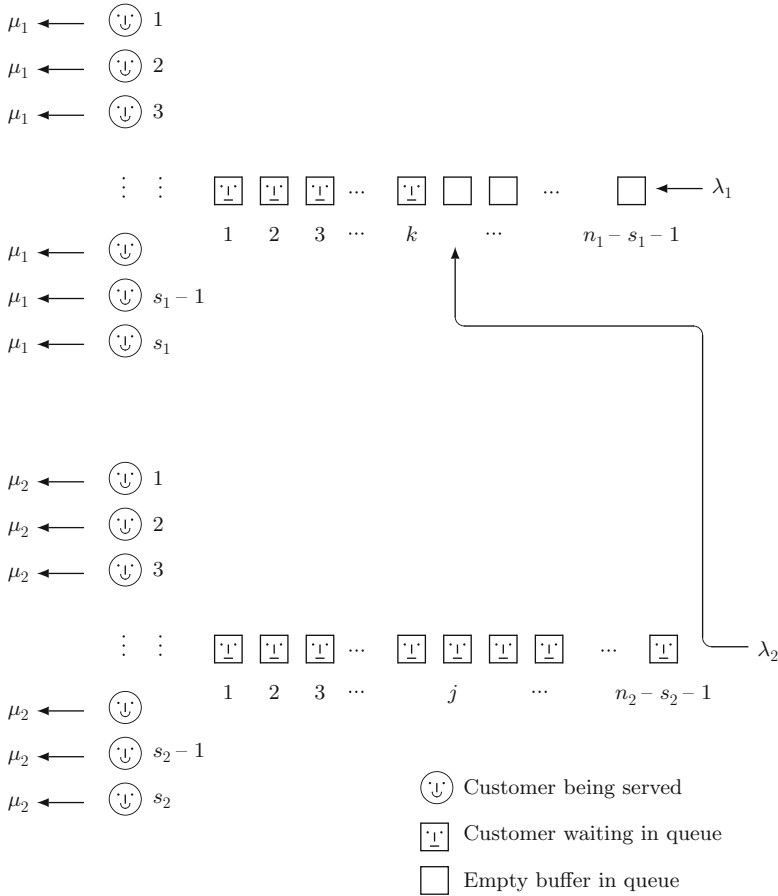 μ₁ 1
μ₁ 2
μ₁ 3
⋮ ⋮ ... ... λ₁
1 2 3 ... k ... n₁ – s₁ – 1
μ₁
μ₁ s₁ – 1
μ₁ s₁
μ₂ 1
μ₂ 2
μ₂ 3
⋮ ⋮ ... ... λ₂
1 2 3 ... j ... n₂ – s₂ – 1
μ₂
μ₂ s₂ – 1
μ₂ s₂
Customer being served
Customer waiting in queue
Empty buffer in queue